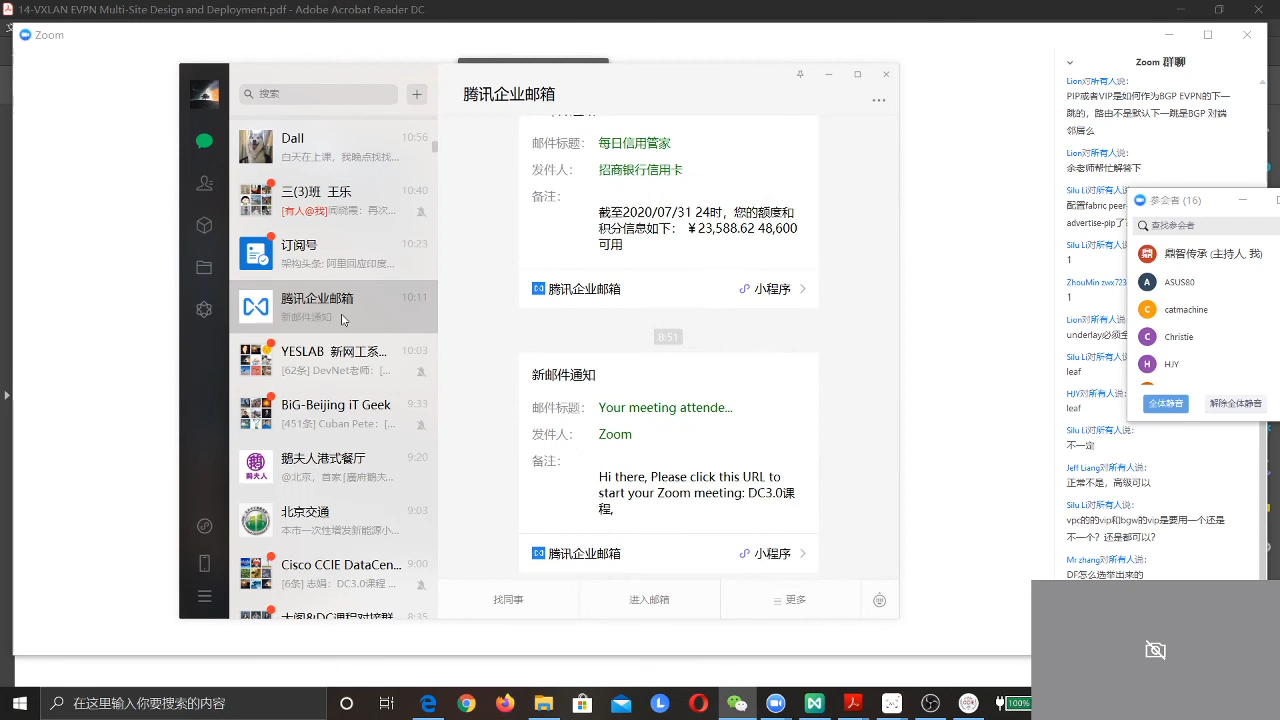 14-VXLAN EVPN Multi-Site Design and Deployment.pdf - Adobe Acrobat Reader DC
Zoom
搜索
Dall
10:56
白天在上课，我晚点找找...
三(3)班 王乐
10:40
[有人@我]闻晓霞：再次...
订阅号
10:23
架构头条: 阿里回应印度...
腾讯企业邮箱
10:11
新邮件通知
YESLAB 新网工系...
10:03
[62条] DevNet老师：[...
BiG-Beijing iT Geek
9:33
[451条] Cuban Pete：[...
鹅夫人港式餐厅
9:20
@北京，首家[廣府鹅夫...
北京交通
9:03
本市一次性增发新能源小...
Cisco CCIE DataCen...
9:00
[6条] 志娟：DC3.0课程 ...
8:35
腾讯企业邮箱
邮件标题： 每日信用管家
发件人： 招商银行信用卡
备注：
截至2020/07/31 24时，您的额度和
积分信息如下： ￥23,588.62 48,600
可用
腾讯企业邮箱
小程序
8:51
新邮件通知
邮件标题： Your meeting attende...
发件人： Zoom
备注：
Hi there, Please click this URL to
start your Zoom meeting: DC3.0课
程,
腾讯企业邮箱
小程序
找同事
进入邮箱
更多
Zoom 群聊
Lion对所有人说:
PIP或者VIP是如何作为BGP EVPN的下一
跳的，路由不是默认下一跳是BGP 对端
邻居么
Lion对所有人说:
余老师帮忙解答下
Silu Li对所有人说:
配置fabric peer-
advertise-pip了
Silu Li对所有人说:
1
ZhouMin zwx723
1
Lion对所有人说:
underlay必须
Silu Li对所有人说:
leaf
HJY对所有人说:
leaf
Silu Li对所有人说:
不一定
Jeff Liang对所有人说:
正常不是，高级可以
Silu Li对所有人说:
vpc的的vip和bgw的vip是要用一个还是
不一个？还是都可以?
Mr zhang对所有人说:
DF怎么选举出来的
参会者 (16)
查找参会者
鼎智传承 (主持人, 我)
A
ASUS80
C
catmachine
C
Christie
H
HJY
全体静音
解除全体静音
在这里输入你要搜索的内容
100%